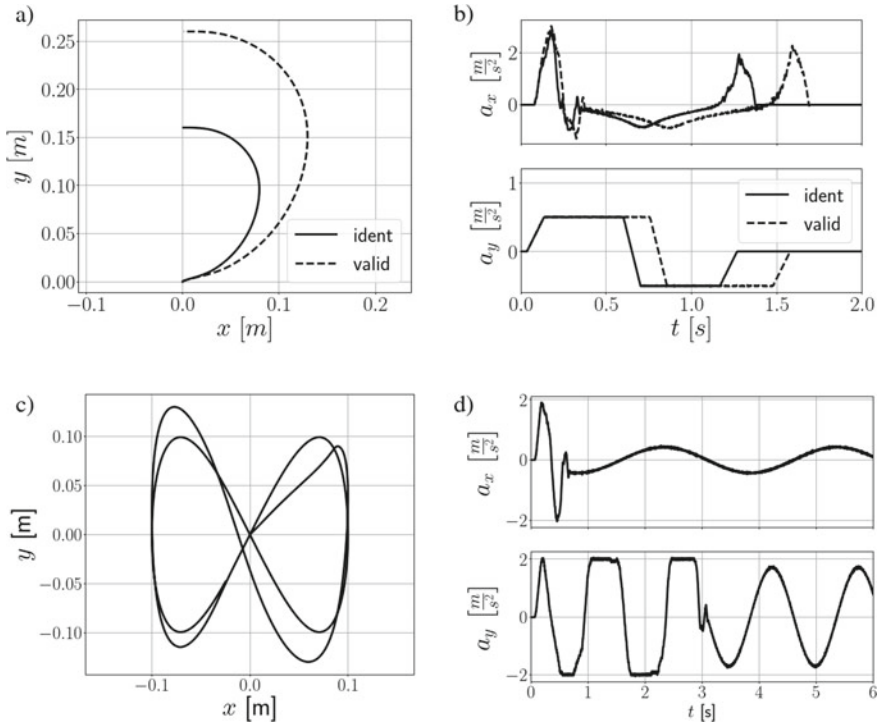 a)
y [m]
0.25
0.20
0.15
0.10
0.05
0.00
−0.1
0.0
0.1
0.2
x [m]
ident
valid
b)
a_x [m/s²]
2
0
a_y [m/s²]
1
0
ident
valid
0.0
0.5
1.0
1.5
2.0
t [s]
c)
y [m]
0.10
0.05
0.00
−0.05
−0.10
−0.1
0.0
0.1
x [m]
d)
a_x [m/s²]
2
0
−2
a_y [m/s²]
2
0
−2
0
1
2
3
4
5
6
t [s]